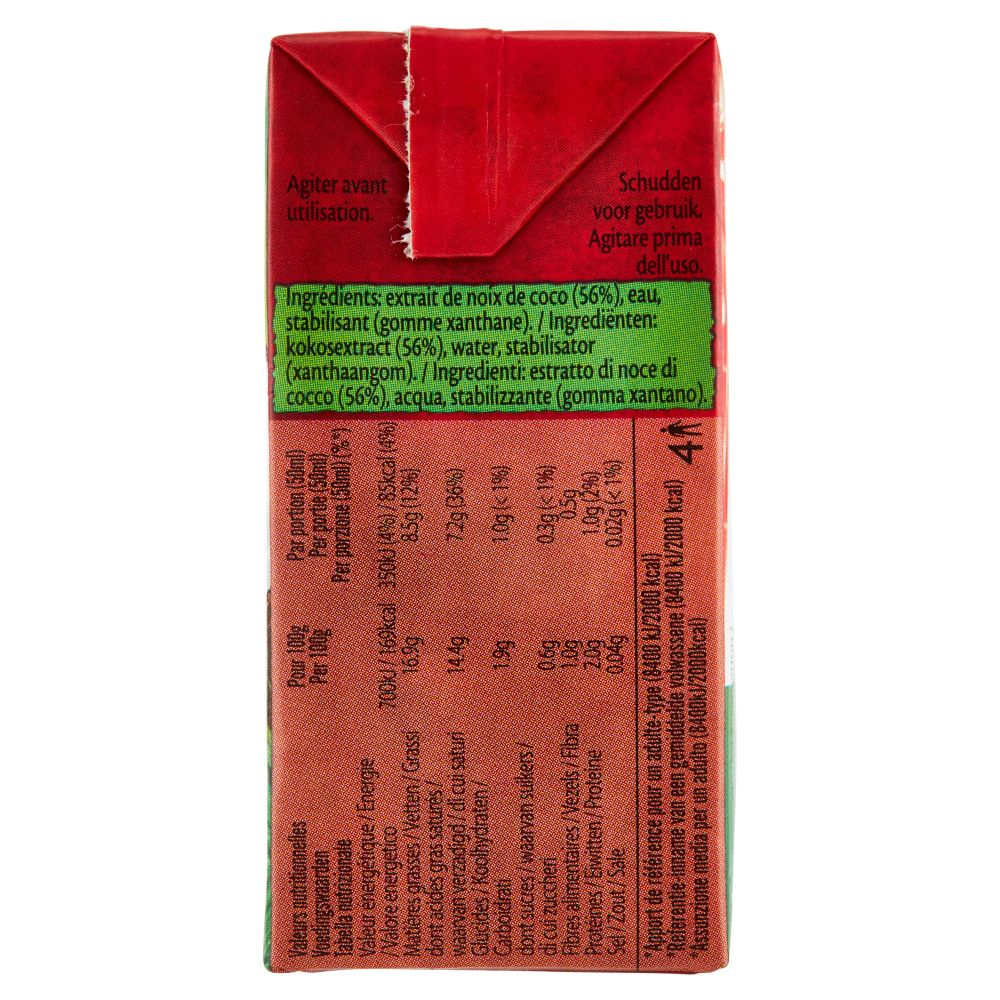 Agiter avant
utilisation.
Schudden
voor gebruik.
Agitare prima
dell'uso.
Ingrédients: extrait de noix de coco (56%), eau,
stabilisant (gomme xanthane). / Ingrediënten:
kokosextract (56%), water, stabilisator
(xanthaangom). / Ingredienti: estratto di noce di
cocco (56%), acqua, stabilizzante (gomma xantano).
Valeurs nutritionnelles Pour 100g Par portion (50ml)
Voedingswaarden Per 100g Per portie (50ml)
Tabella nutrizionale Per porzione (50ml) (%*)
Valeur energétique / Energie
/ Valore energetico 700kJ / 169kcal 350kJ (4%) / 85kcal (4%)
Matières grasses / Vetten / Grassi 16.9g 8.5g (12%)
dont acides gras saturés /
waarvan verzadigd / di cui saturi 14.4g 7.2g (36%)
Glucides / Koolhydraten /
Carboidrati 1.9g 1.0g (< 1%)
dont sucres / waarvan suikers /
di cui zuccheri 0.6g 0.3g (< 1%)
Fibres alimentaires / Vezels / Fibra 1.0g 0.5g
Protéines / Eiwitten / Proteine 2.0g 1.0g (2%)
Sel / Zout / Sale 0.04g 0.02g (< 1%)
*Apport de référence pour un adulte-type (8400 kJ/2000 kcal)
*Referentie inname van een gemiddelde volwassene (8400 kJ/2000 kcal)
*Assunzione media per un adulto (8400kJ/2000kcal)
4